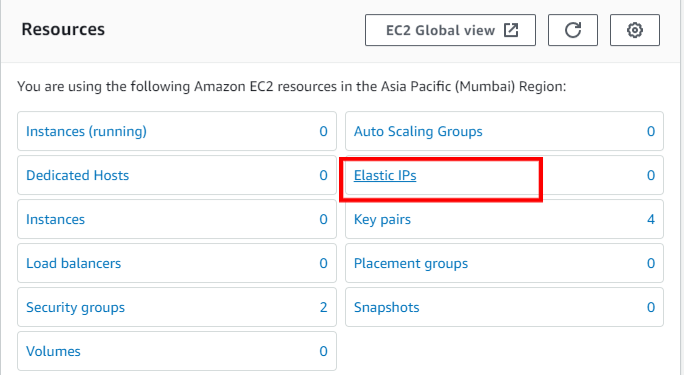 Resources
EC2 Global view
You are using the following Amazon EC2 resources in the Asia Pacific (Mumbai) Region:
Instances (running) 0
Auto Scaling Groups 0
Dedicated Hosts 0
Elastic IPs 0
Instances 0
Key pairs 4
Load balancers 0
Placement groups 0
Security groups 2
Snapshots 0
Volumes 0